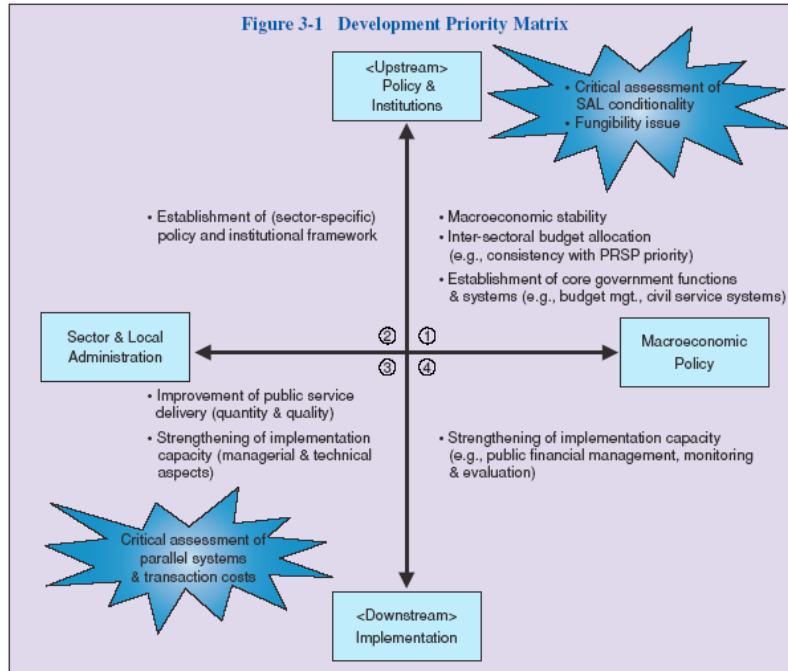 Figure 3-1 Development Priority Matrix
<Upstream>
Policy &
Institutions
• Critical assessment of
SAL conditionality
• Fungibility issue
• Establishment of (sector-specific)
policy and institutional framework
• Macroeconomic stability
• Inter-sectoral budget allocation
(e.g., consistency with PRSP priority)
• Establishment of core government functions
& systems (e.g., budget mgt., civil service systems)
Sector & Local
Administration
② ①
③ ④
Macroeconomic
Policy
• Improvement of public service
delivery (quantity & quality)
• Strengthening of implementation
capacity (managerial & technical
aspects)
• Strengthening of implementation capacity
(e.g., public financial management, monitoring
& evaluation)
Critical assessment of
parallel systems
& transaction costs
<Downstream>
Implementation